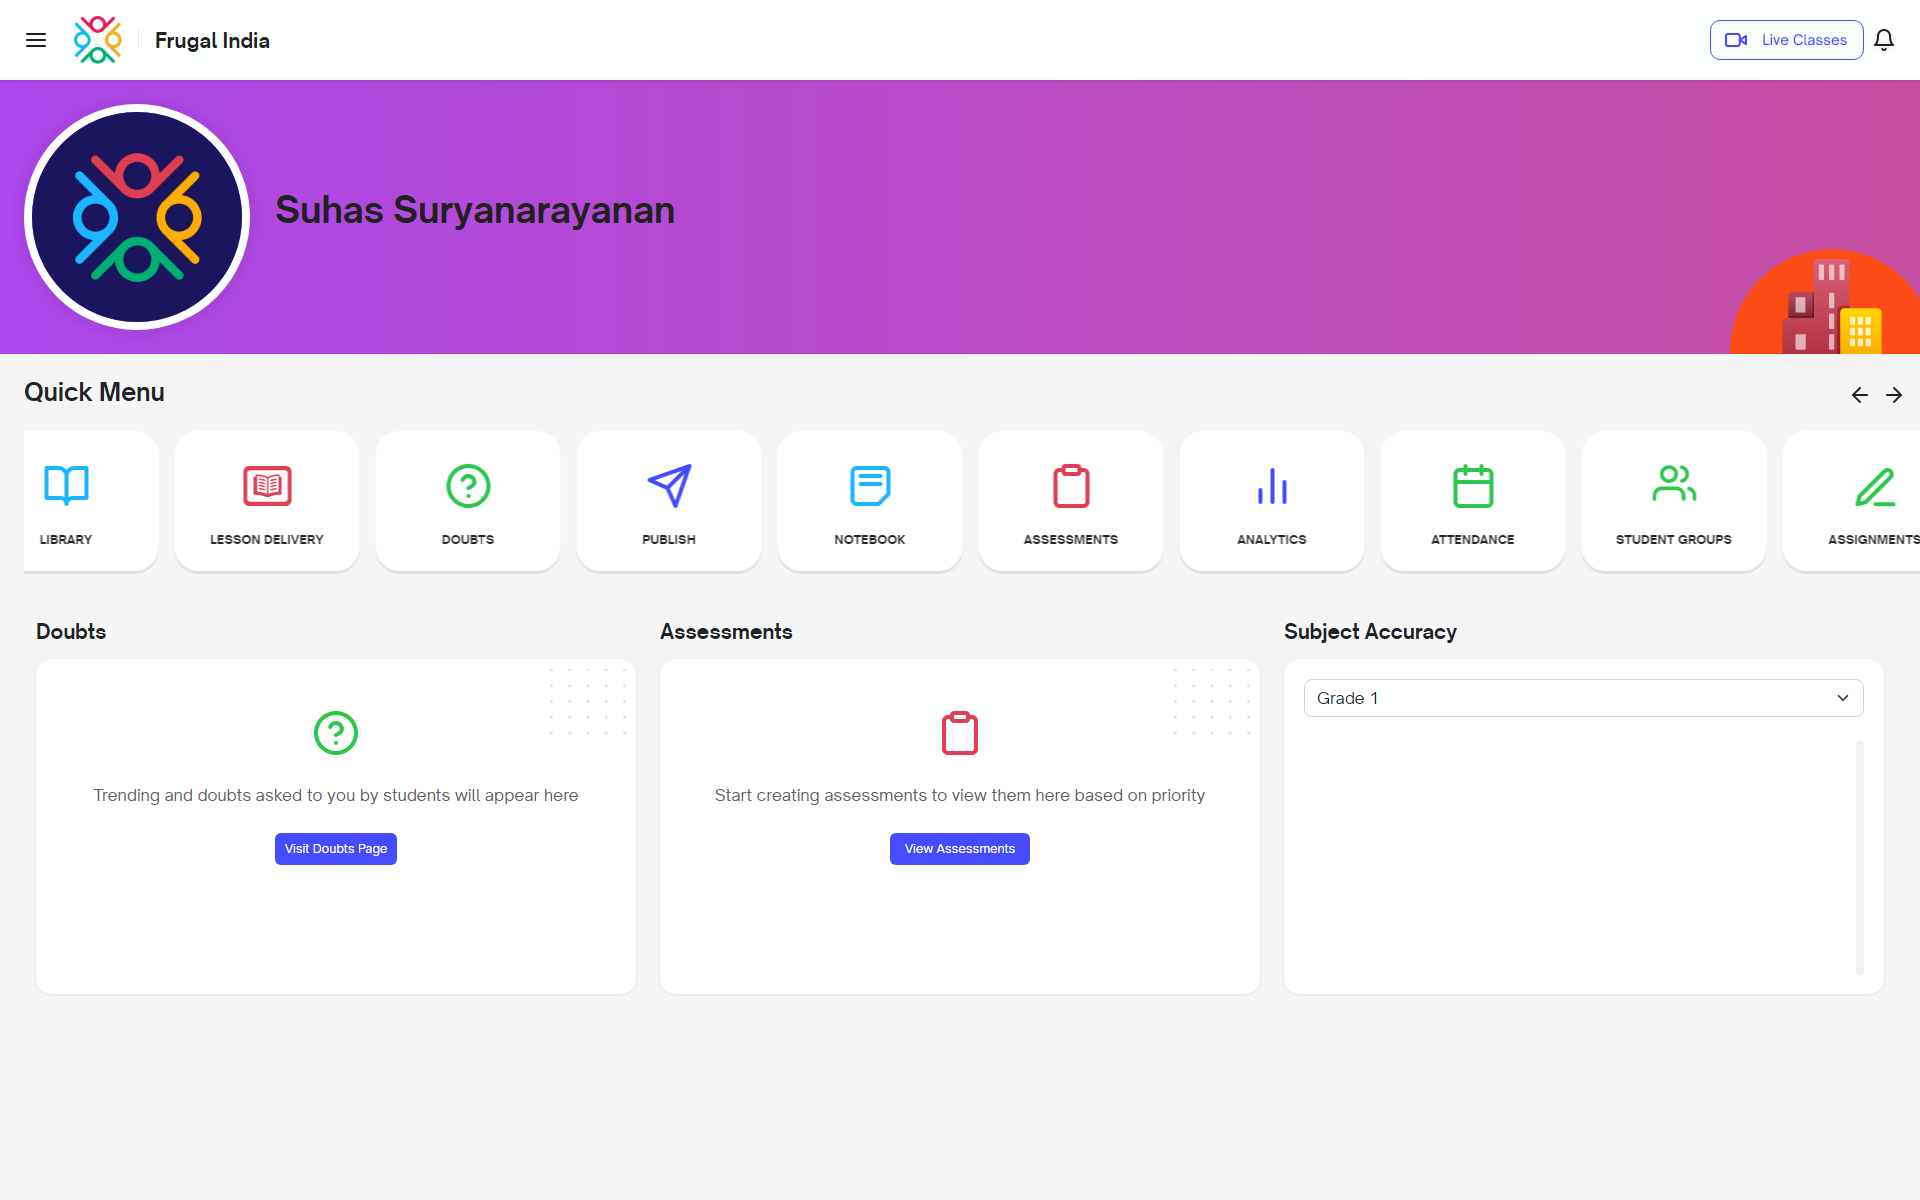 Frugal India
Live Classes
Suhas Suryanarayanan
Quick Menu
LIBRARY
LESSON DELIVERY
DOUBTS
PUBLISH
NOTEBOOK
ASSESSMENTS
ANALYTICS
ATTENDANCE
STUDENT GROUPS
ASSIGNMENTS
Doubts
Trending and doubts asked to you by students will appear here
Visit Doubts Page
Assessments
Start creating assessments to view them here based on priority
View Assessments
Subject Accuracy
Grade 1